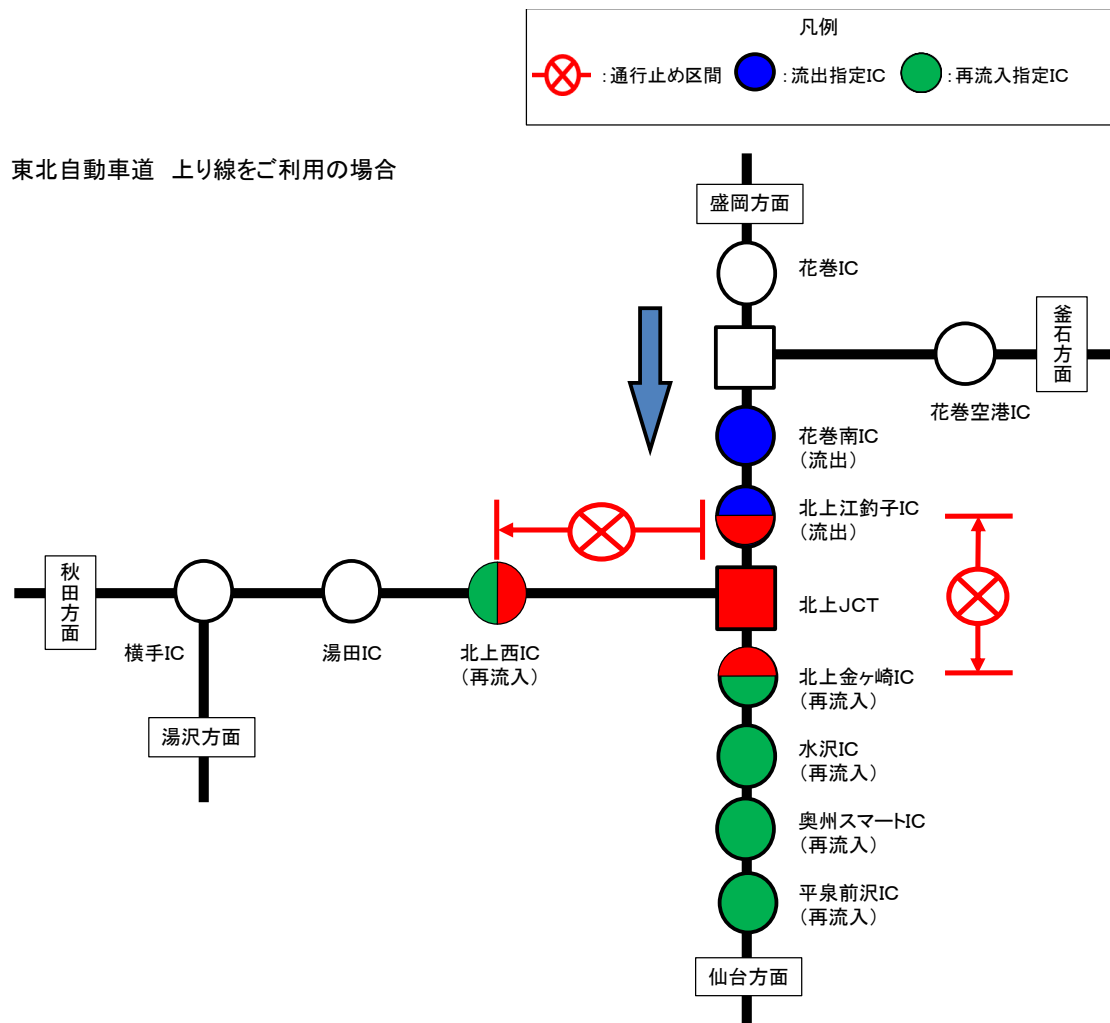 凡例
:通行止め区間
:流出指定IC
:再流入指定IC
東北自動車道 上り線をご利用の場合
盛岡方面
花巻IC
釜石方面
花巻空港IC
花巻南IC
(流出)
北上江釣子IC
(流出)
秋田方面
横手IC
湯田IC
北上西IC
(再流入)
北上JCT
湯沢方面
北上金ヶ崎IC
(再流入)
水沢IC
(再流入)
奥州スマートIC
(再流入)
平泉前沢IC
(再流入)
仙台方面